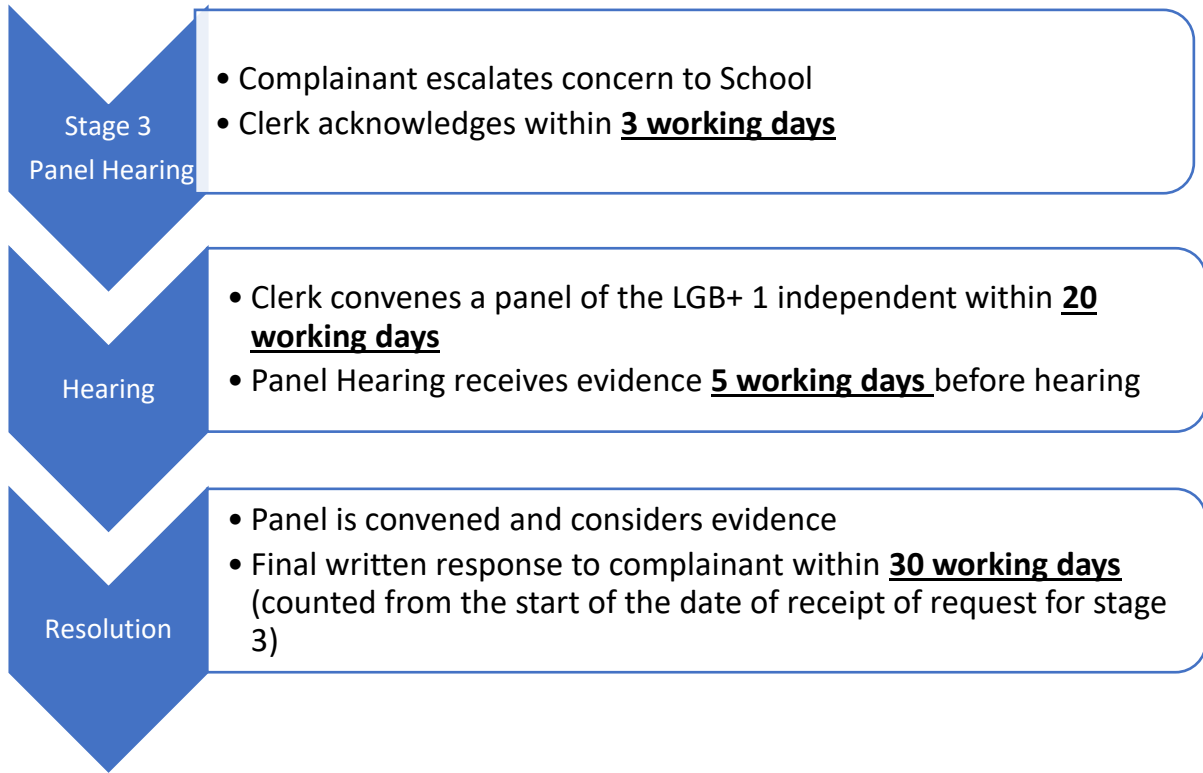 Stage 3
Panel Hearing
• Complainant escalates concern to School
• Clerk acknowledges within 3 working days
Hearing
• Clerk convenes a panel of the LGB+ 1 independent within 20
working days
• Panel Hearing receives evidence 5 working days before hearing
Resolution
• Panel is convened and considers evidence
• Final written response to complainant within 30 working days
(counted from the start of the date of receipt of request for stage
3)